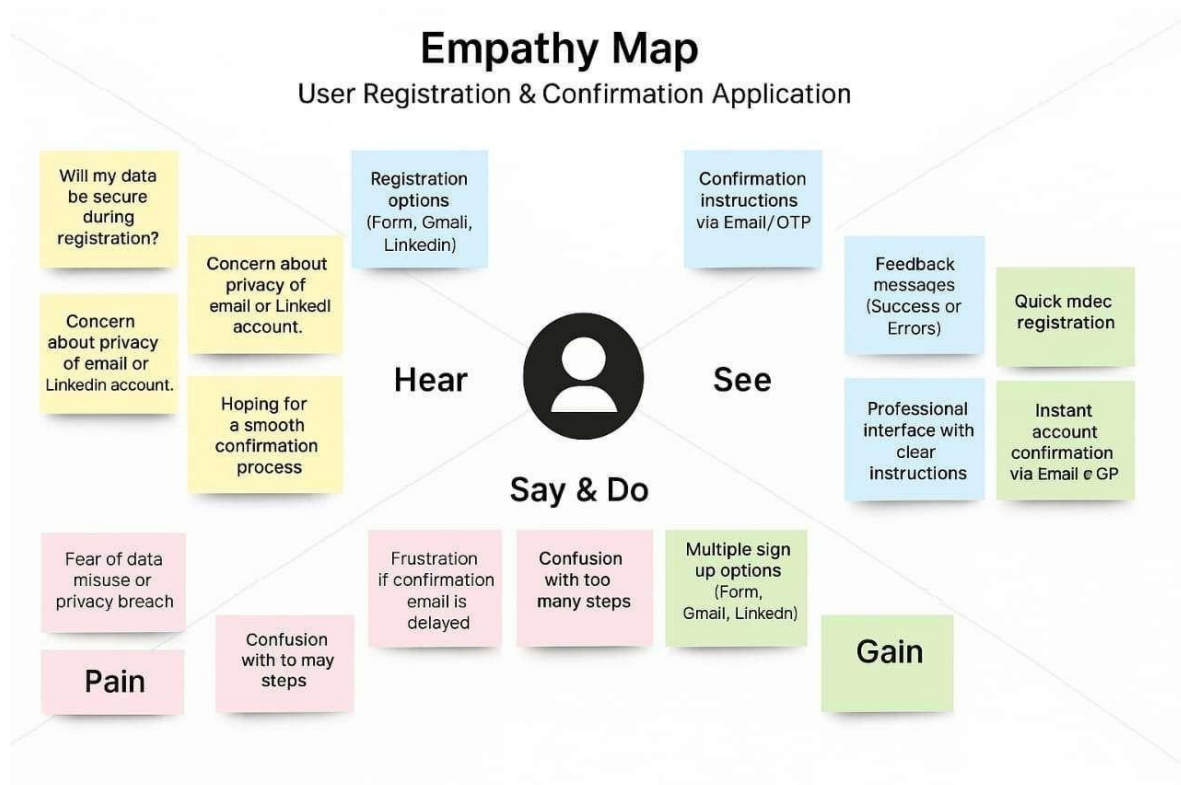 Empathy Map
User Registration & Confirmation Application
Will my data
be secure
during
registration?
Concern about
privacy of
email or LinkedI
account.
Concern
about privacy
of email or
Linkedin account.
Hoping for
a smooth
confirmation
process
Registration
options
(Form, Gmali,
Linkedin)
Hear
Confirmation
instructions
via Email/OTP
See
Feedback
messages
(Success or
Errors)
Quick mdec
registration
Professional
interface with
clear
instructions
Instant
account
confirmation
via Email e GP
Say & Do
Fear of data
misuse or
privacy breach
Pain
Confusion
with to may
steps
Frustration
if confirmation
email is
delayed
Confusion
with too
many steps
Multiple sign
up options
(Form,
Gmail, Linkedn)
Gain